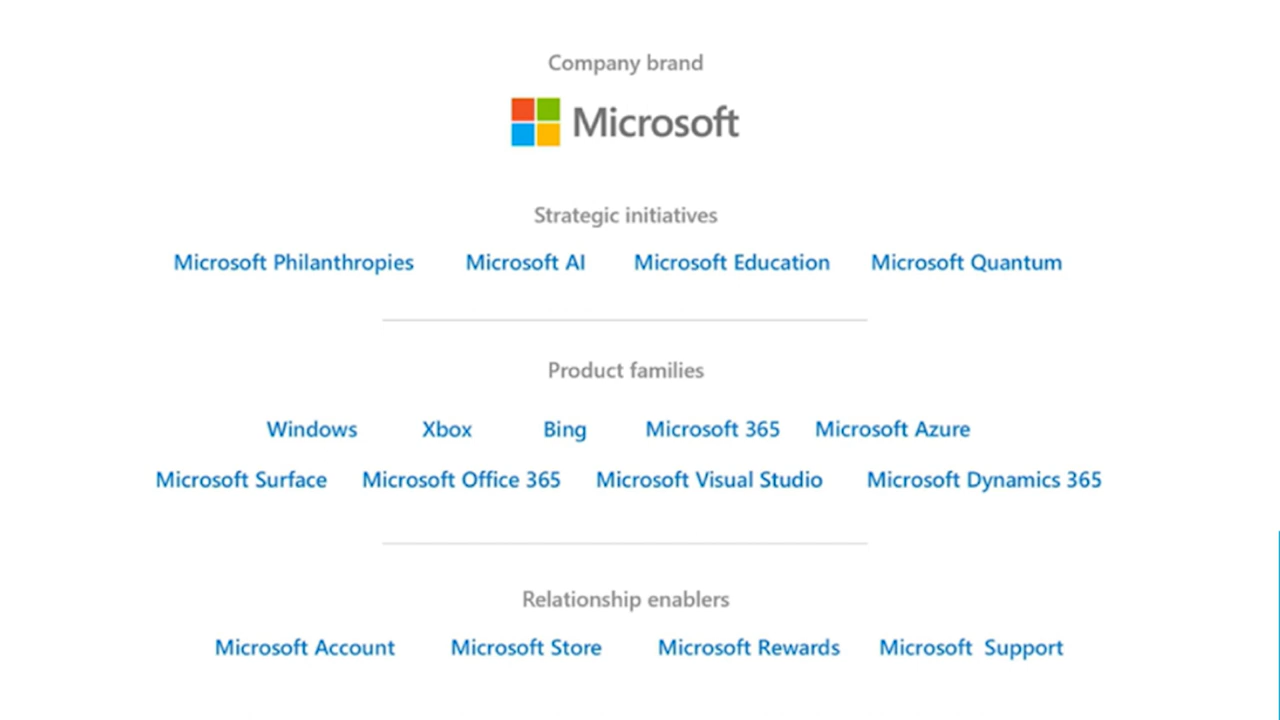 Company brand
Microsoft
Strategic initiatives
Microsoft Philanthropies Microsoft AI Microsoft Education Microsoft Quantum
Product families
Windows Xbox Bing Microsoft 365 Microsoft Azure
Microsoft Surface Microsoft Office 365 Microsoft Visual Studio Microsoft Dynamics 365
Relationship enablers
Microsoft Account Microsoft Store Microsoft Rewards Microsoft Support